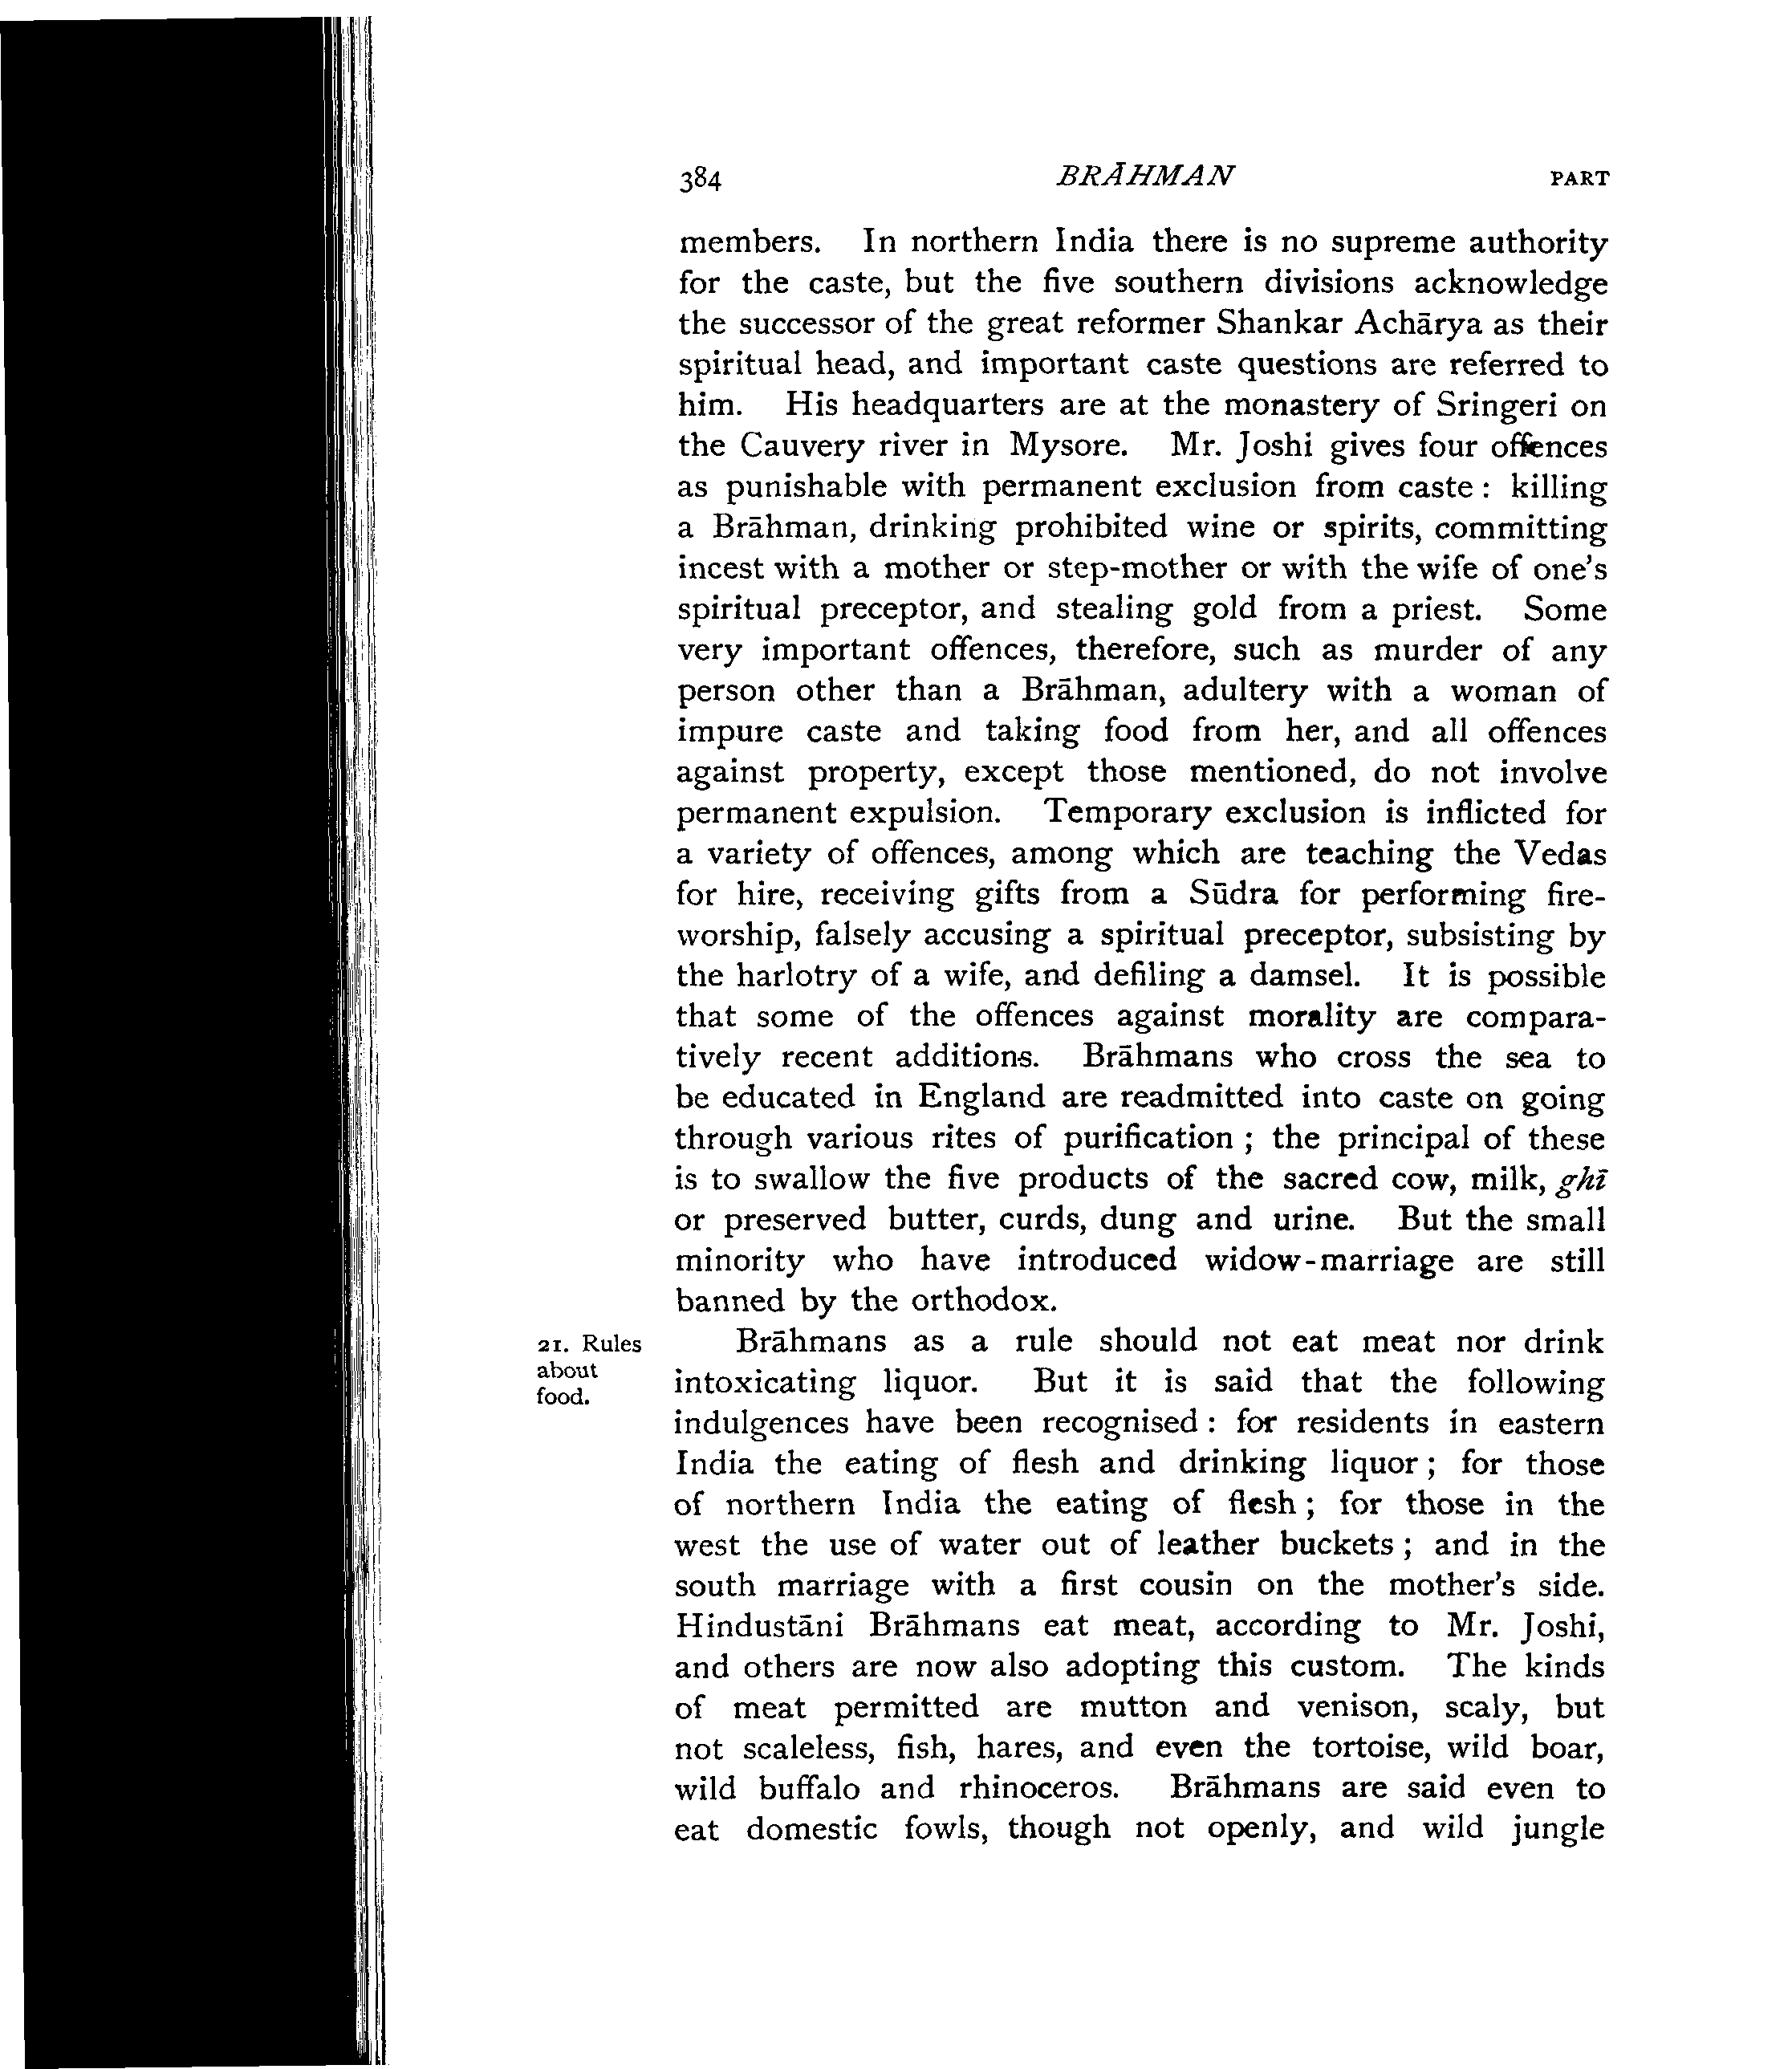 384 BRĀHMAN PART
members. In northern India there is no supreme authority
for the caste, but the five southern divisions acknowledge
the successor of the great reformer Shankar Achārya as their
spiritual head, and important caste questions are referred to
him. His headquarters are at the monastery of Sringeri on
the Cauvery river in Mysore. Mr. Joshi gives four offences
as punishable with permanent exclusion from caste : killing
a Brāhman, drinking prohibited wine or spirits, committing
incest with a mother or step-mother or with the wife of one's
spiritual preceptor, and stealing gold from a priest. Some
very important offences, therefore, such as murder of any
person other than a Brāhman, adultery with a woman of
impure caste and taking food from her, and all offences
against property, except those mentioned, do not involve
permanent expulsion. Temporary exclusion is inflicted for
a variety of offences, among which are teaching the Vedas
for hire, receiving gifts from a Sūdra for performing fire-
worship, falsely accusing a spiritual preceptor, subsisting by
the harlotry of a wife, and defiling a damsel. It is possible
that some of the offences against morality are compara-
tively recent additions. Brāhmans who cross the sea to
be educated in England are readmitted into caste on going
through various rites of purification ; the principal of these
is to swallow the five products of the sacred cow, milk, ghī
or preserved butter, curds, dung and urine. But the small
minority who have introduced widow-marriage are still
banned by the orthodox.
21. Rules
about
food.
Brāhmans as a rule should not eat meat nor drink
intoxicating liquor. But it is said that the following
indulgences have been recognised : for residents in eastern
India the eating of flesh and drinking liquor ; for those
of northern India the eating of flesh ; for those in the
west the use of water out of leather buckets ; and in the
south marriage with a first cousin on the mother's side.
Hindustāni Brāhmans eat meat, according to Mr. Joshi,
and others are now also adopting this custom. The kinds
of meat permitted are mutton and venison, scaly, but
not scaleless, fish, hares, and even the tortoise, wild boar,
wild buffalo and rhinoceros. Brāhmans are said even to
eat domestic fowls, though not openly, and wild jungle